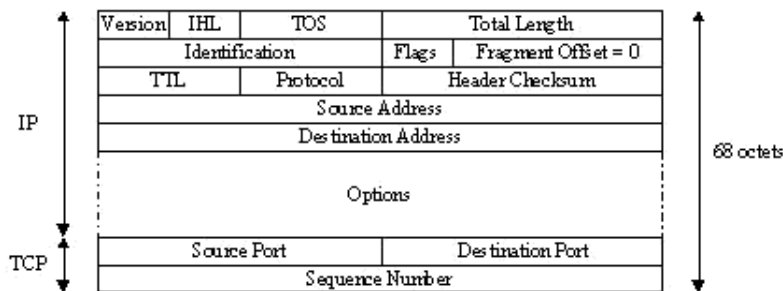 Version IHL TOS Total Length
Identification Flags Fragment Offset = 0
TTL Protocol Header Checksum
Source Address
IP
Destination Address
68 octets
Options
Source Port Destination Port
TCP
Sequence Number